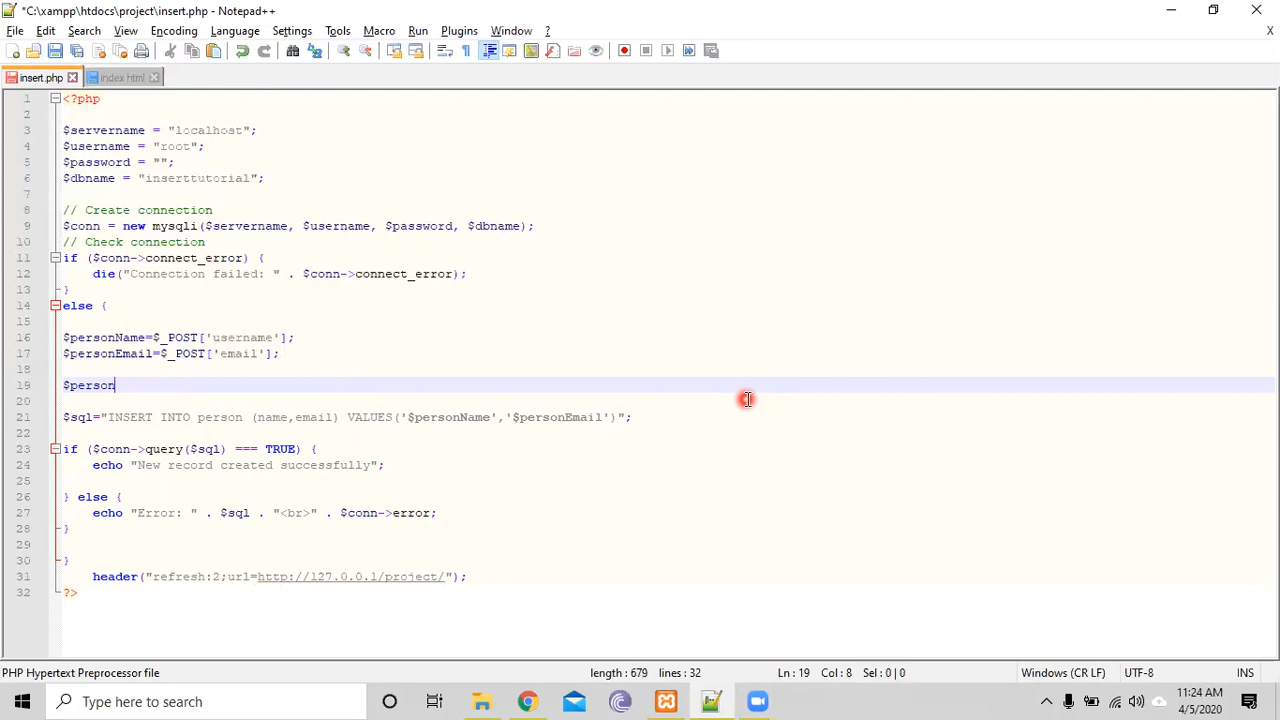 *C:\xampp\htdocs\project\insert.php - Notepad++
File Edit Search View Encoding Language Settings Tools Macro Run Plugins Window ? X
insert.php index.html
1 <?php
2
3 $servername = "localhost";
4 $username = "root";
5 $password = "";
6 $dbname = "inserttutorial";
7
8 // Create connection
9 $conn = new mysqli($servername, $username, $password, $dbname);
10 // Check connection
11 if ($conn->connect_error) {
12 die("Connection failed: " . $conn->connect_error);
13 }
14 else {
15
16 $personName=$_POST['username'];
17 $personEmail=$_POST['email'];
18
19 $person
20
21 $sql="INSERT INTO person (name,email) VALUES('$personName','$personEmail')";
22
23 if ($conn->query($sql) === TRUE) {
24 echo "New record created successfully";
25
26 } else {
27 echo "Error: " . $sql . "<br>" . $conn->error;
28 }
29
30 }
31 header("refresh:2;url=http://127.0.0.1/project/");
32 ?>
PHP Hypertext Preprocessor file length : 679 lines : 32 Ln : 19 Col : 8 Sel : 0 | 0 Windows (CR LF) UTF-8 INS
Type here to search 11:24 AM
4/5/2020